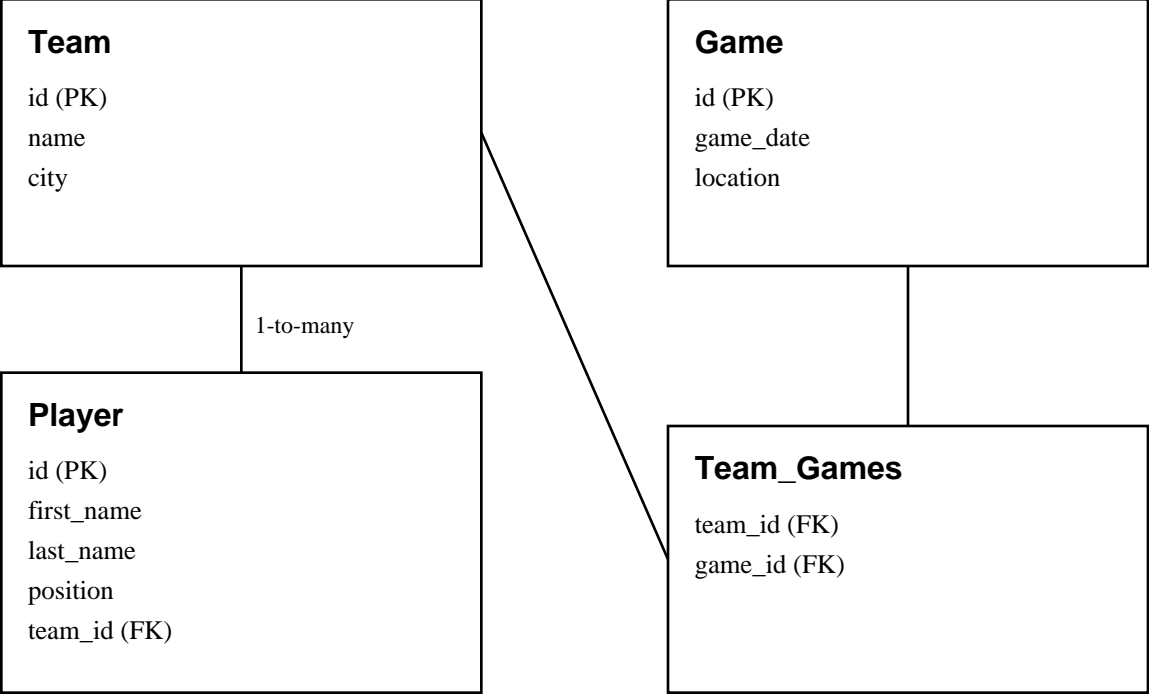 Team
id (PK)
name
city
Game
id (PK)
game_date
location
1-to-many
Player
id (PK)
first_name
last_name
position
team_id (FK)
Team_Games
team_id (FK)
game_id (FK)